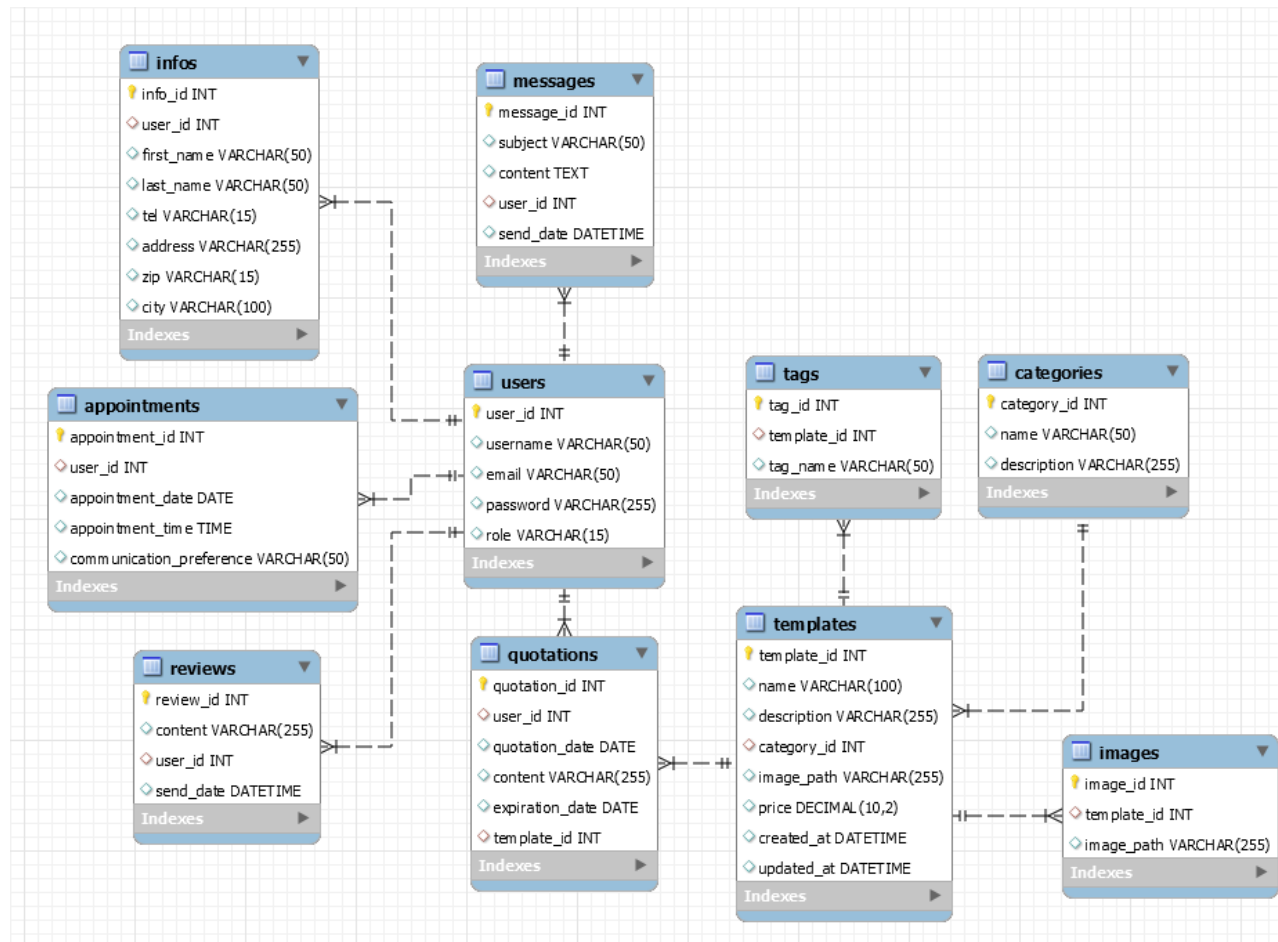 infos
info_id INT
user_id INT
first_name VARCHAR(50)
last_name VARCHAR(50)
tel VARCHAR(15)
address VARCHAR(255)
zip VARCHAR(15)
city VARCHAR(100)
Indexes
messages
message_id INT
subject VARCHAR(50)
content TEXT
user_id INT
send_date DATETIME
Indexes
appointments
appointment_id INT
user_id INT
appointment_date DATE
appointment_time TIME
communication_preference VARCHAR(50)
Indexes
users
user_id INT
username VARCHAR(50)
email VARCHAR(50)
password VARCHAR(255)
role VARCHAR(15)
Indexes
tags
tag_id INT
template_id INT
tag_name VARCHAR(50)
Indexes
categories
category_id INT
name VARCHAR(50)
description VARCHAR(255)
Indexes
reviews
review_id INT
content VARCHAR(255)
user_id INT
send_date DATETIME
Indexes
quotations
quotation_id INT
user_id INT
quotation_date DATE
content VARCHAR(255)
expiration_date DATE
template_id INT
Indexes
templates
template_id INT
name VARCHAR(100)
description VARCHAR(255)
category_id INT
image_path VARCHAR(255)
price DECIMAL(10,2)
created_at DATETIME
updated_at DATETIME
Indexes
images
image_id INT
template_id INT
image_path VARCHAR(255)
Indexes